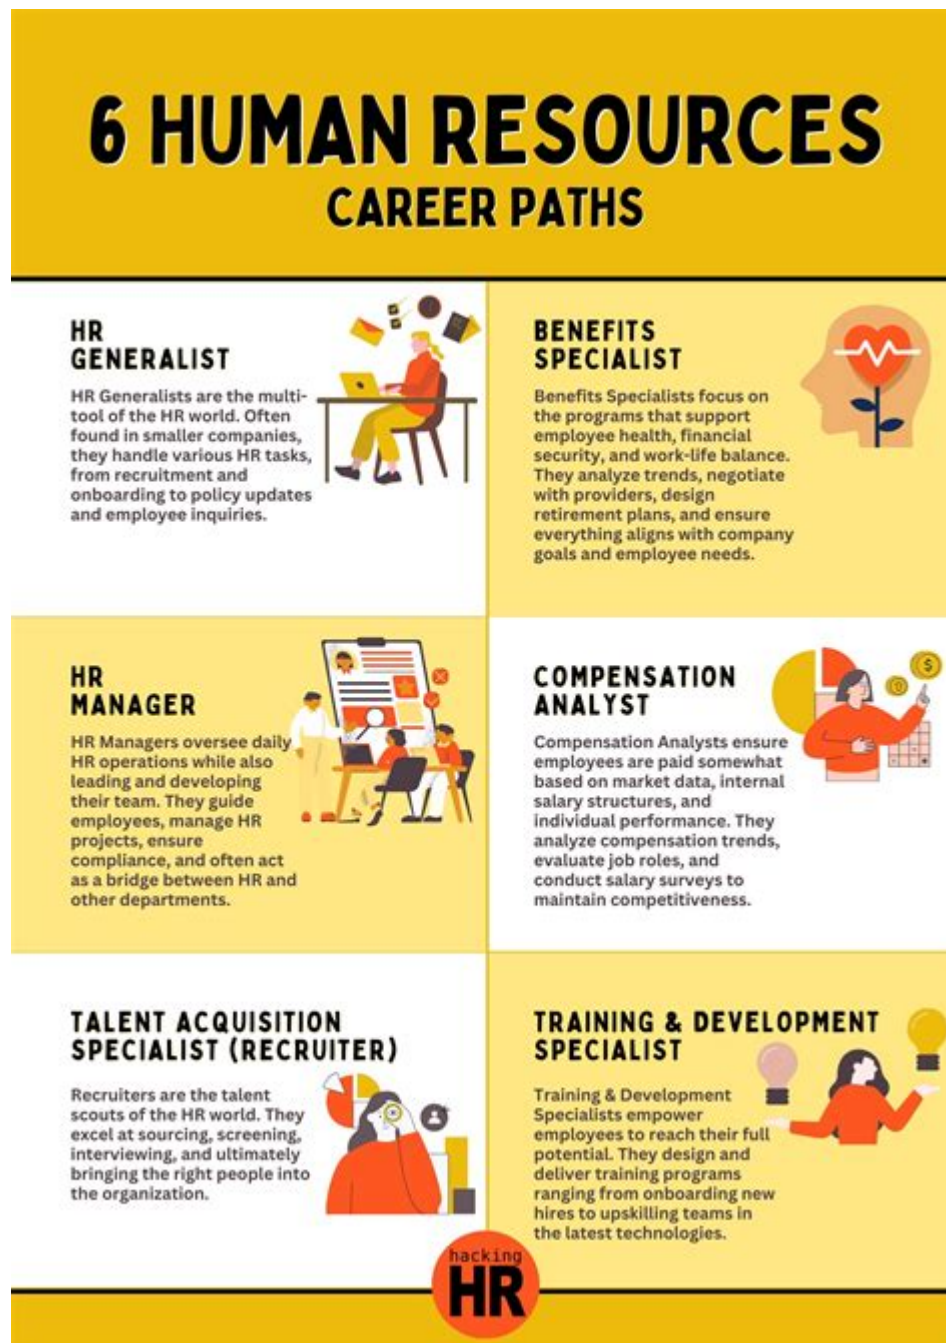 6 HUMAN RESOURCES
CAREER PATHS
HR
GENERALIST
HR Generalists are the multi-
tool of the HR world. Often
found in smaller companies,
they handle various HR tasks,
from recruitment and
onboarding to policy updates
and employee inquiries.
BENEFITS
SPECIALIST
Benefits Specialists focus on
the programs that support
employee health, financial
security, and work-life balance.
They analyze trends, negotiate
with providers, design
retirement plans, and ensure
everything aligns with company
goals and employee needs.
HR
MANAGER
HR Managers oversee daily
HR operations while also
leading and developing
their team. They guide
employees, manage HR
projects, ensure
compliance, and often act
as a bridge between HR and
other departments.
COMPENSATION
ANALYST
Compensation Analysts ensure
employees are paid somewhat
based on market data, internal
salary structures, and
individual performance. They
analyze compensation trends,
evaluate job roles, and
conduct salary surveys to
maintain competitiveness.
TALENT ACQUISITION
SPECIALIST (RECRUITER)
Recruiters are the talent
scouts of the HR world. They
excel at sourcing, screening,
interviewing, and ultimately
bringing the right people into
the organization.
TRAINING & DEVELOPMENT
SPECIALIST
Training & Development
Specialists empower
employees to reach their full
potential. They design and
deliver training programs
ranging from onboarding new
hires to upskilling teams in
the latest technologies.
hacking
HR